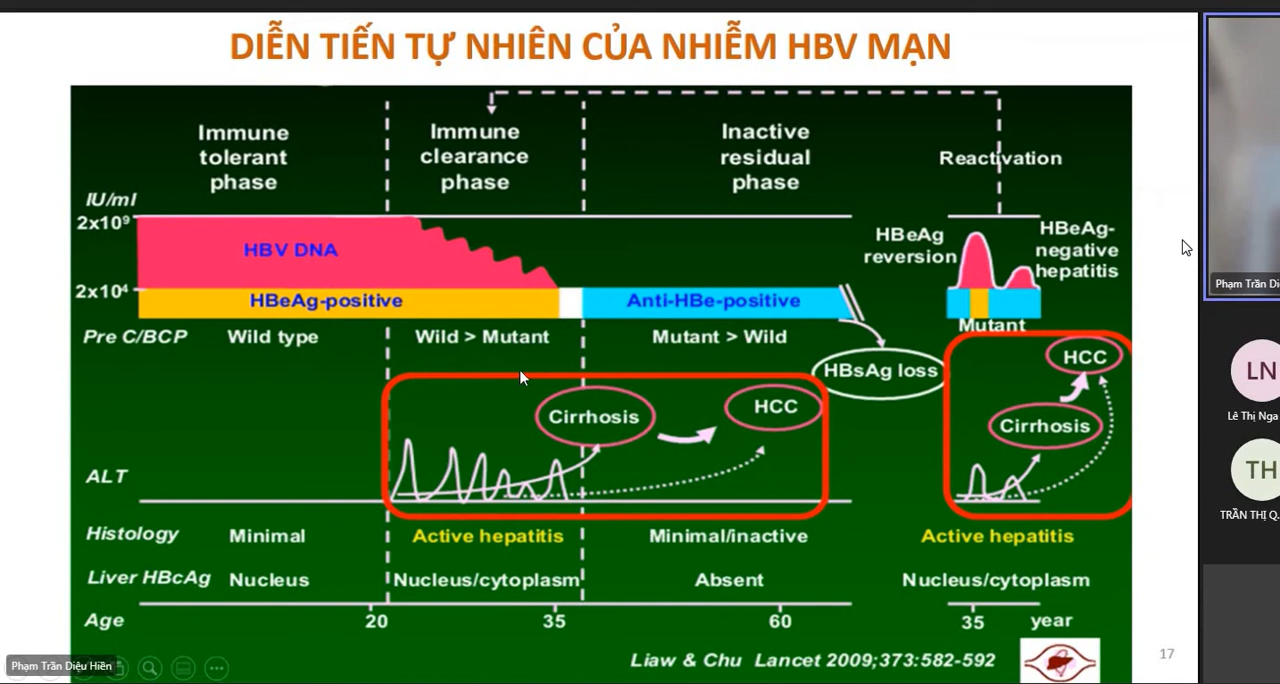 DIỄN TIẾN TỰ NHIÊN CỦA NHIỄM HBV MẠN
Immune
tolerant
phase
Immune
clearance
phase
Inactive
residual
phase
Reactivation
IU/ml
2x10⁹
2x10⁴
HBV DNA
HBeAg
reversion
HBeAg-
negative
hepatitis
HBeAg-positive
Anti-HBe-positive
Mutant
Pre C/BCP
Wild type
Wild > Mutant
Mutant > Wild
HBsAg loss
Cirrhosis
HCC
HCC
Cirrhosis
ALT
Histology
Minimal
Active hepatitis
Minimal/inactive
Active hepatitis
Liver HBcAg
Nucleus
Nucleus/cytoplasm
Absent
Nucleus/cytoplasm
Age
20
35
60
35
year
Liaw & Chu Lancet 2009;373:582-592
17
Phạm Trần Diệu Hiền
Phạm Trần Di
LN
Lê Thị Nga
TH
TRẦN THỊ Q.